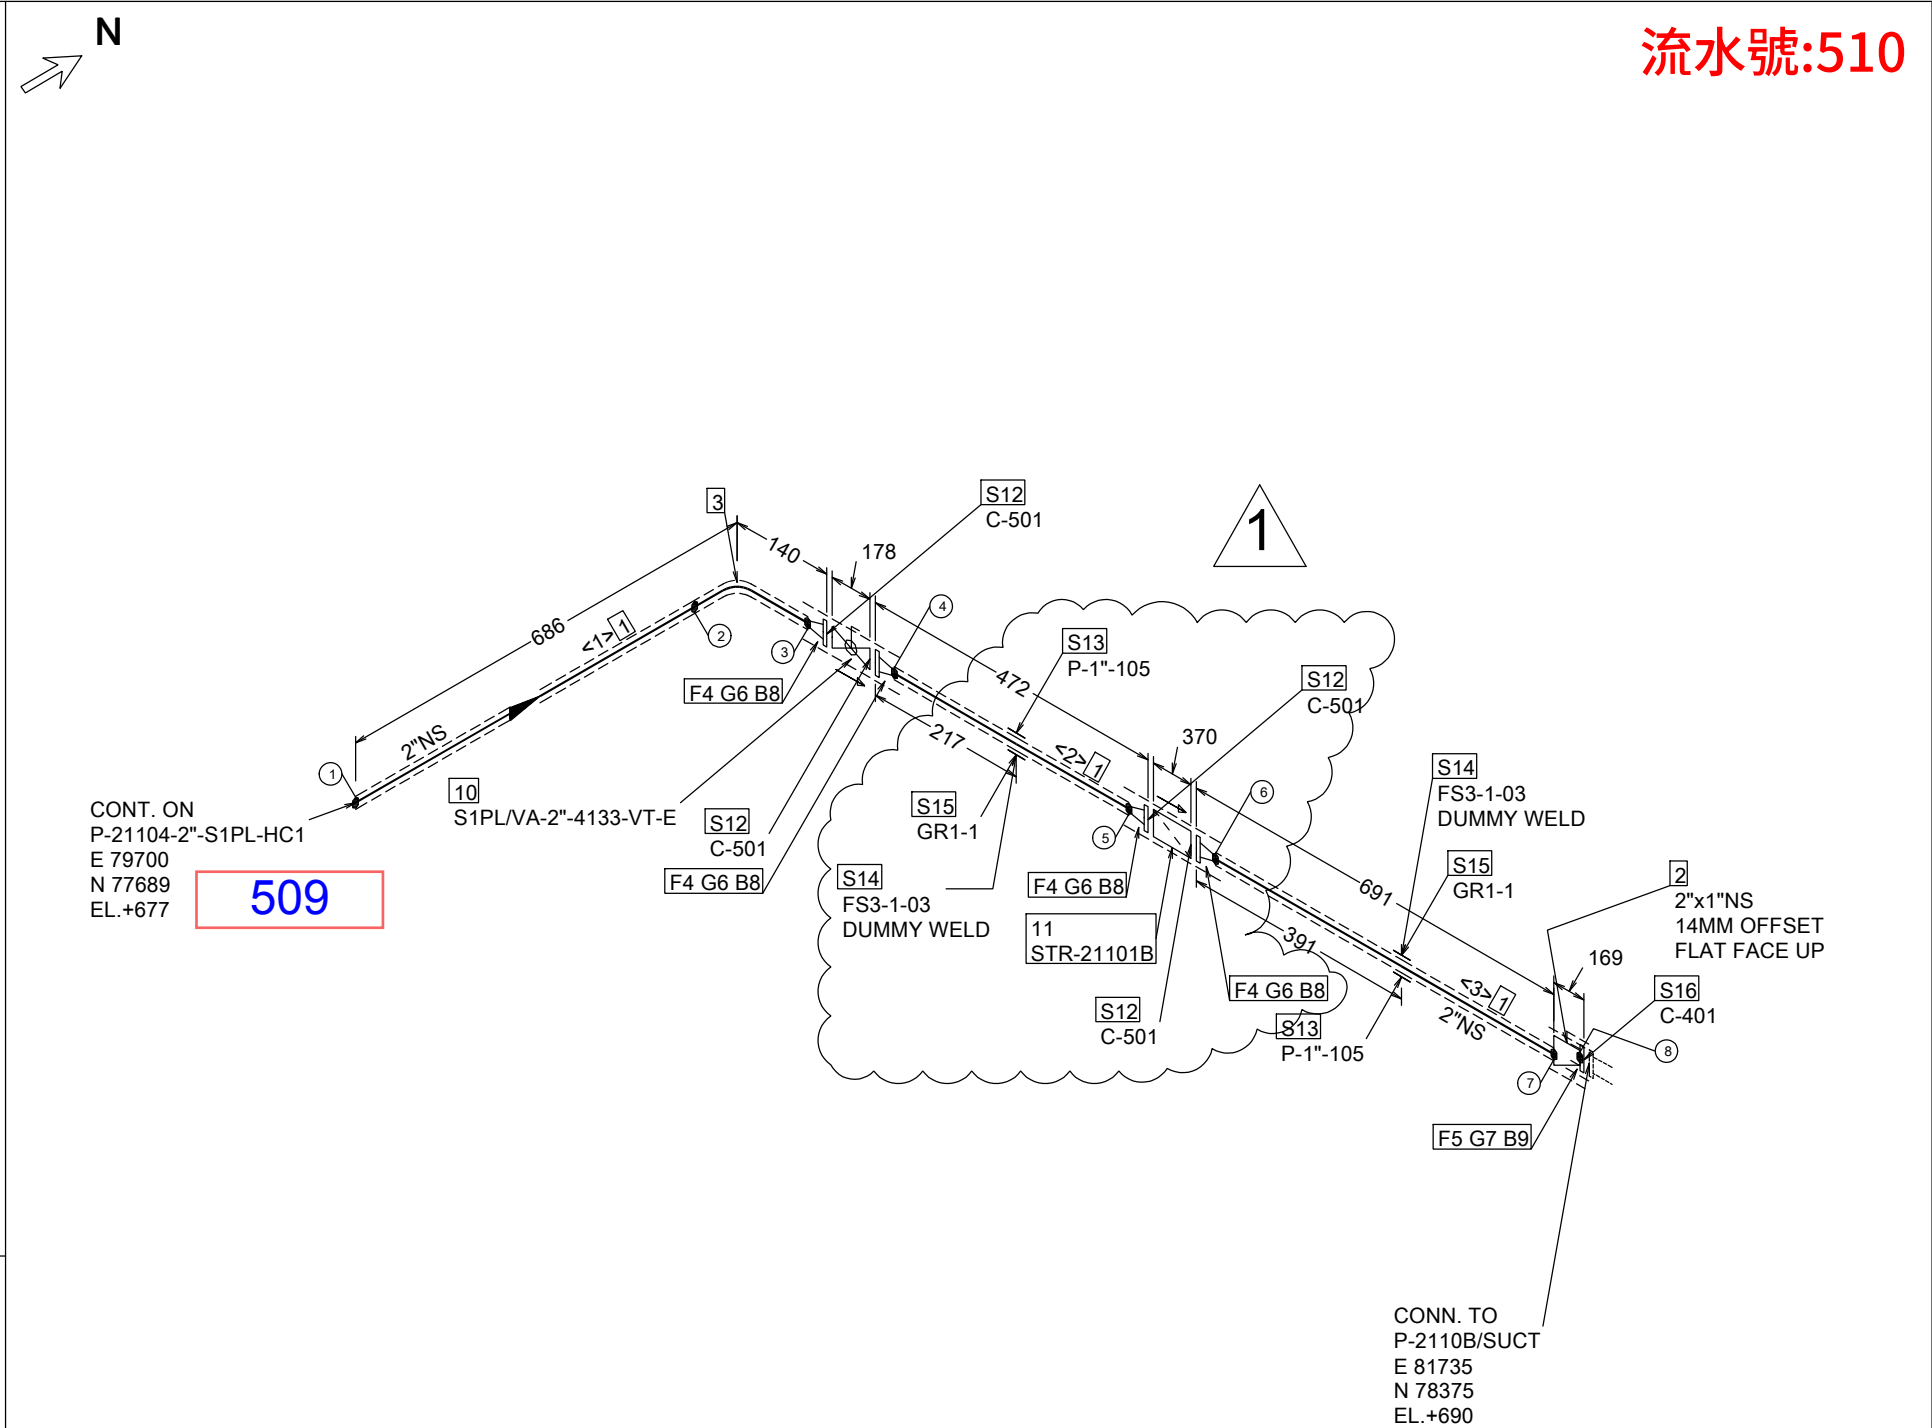 N
流水號:510
3
S12
C-501
1
140
178
4
686
<1> 1
2
3
S13
P-1"-105
S12
C-501
472
F4 G6 B8
217
370
<2> 1
2"NS
1
10
S1PL/VA-2"-4133-VT-E
CONT. ON
P-21104-2"-S1PL-HC1
E 79700
N 77689
EL.+677
509
S12
C-501
F4 G6 B8
S15
GR1-1
S14
FS3-1-03
DUMMY WELD
5
6
F4 G6 B8
11
STR-21101B
S14
FS3-1-03
DUMMY WELD
S15
GR1-1
691
391
2
2"x1"NS
14MM OFFSET
FLAT FACE UP
169
F4 G6 B8
S12
C-501
S13
P-1"-105
<3> 1
2"NS
S16
C-401
8
7
F5 G7 B9
CONN. TO
P-2110B/SUCT
E 81735
N 78375
EL.+690